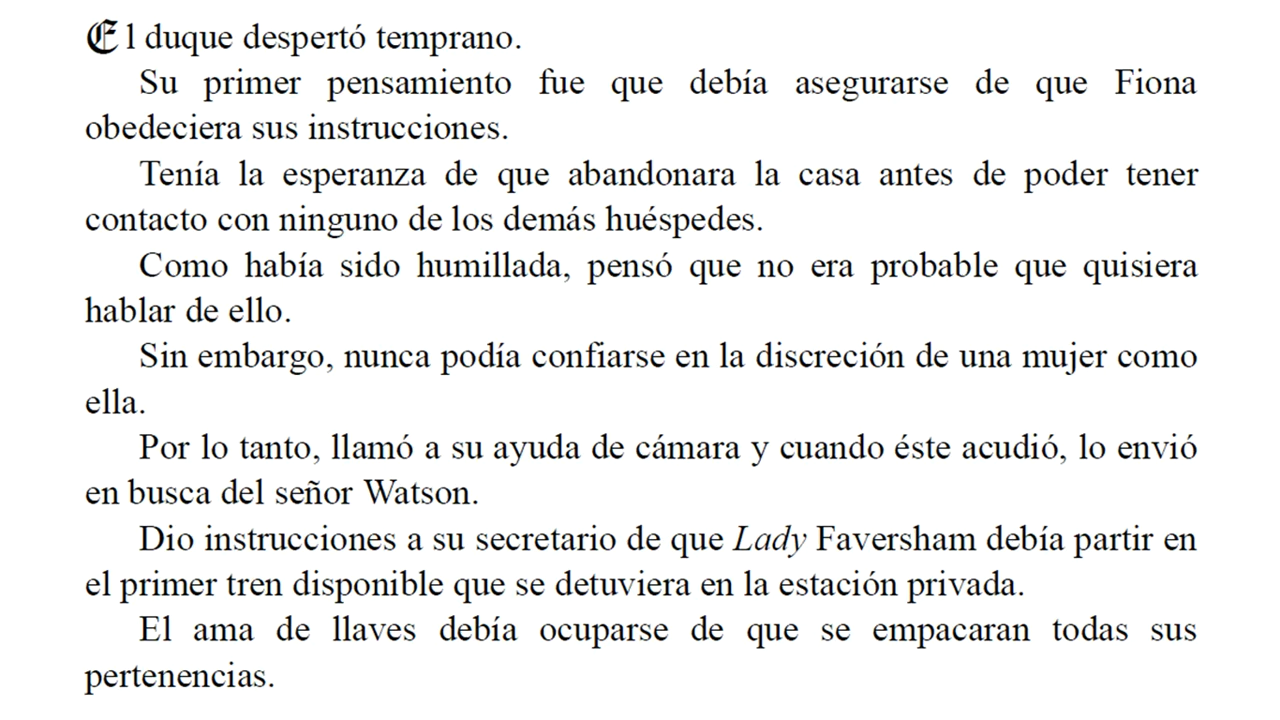 El duque despertó temprano.
Su primer pensamiento fue que debía asegurarse de que Fiona
obedeciera sus instrucciones.
Tenía la esperanza de que abandonara la casa antes de poder tener
contacto con ninguno de los demás huéspedes.
Como había sido humillada, pensó que no era probable que quisiera
hablar de ello.
Sin embargo, nunca podía confiarse en la discreción de una mujer como
ella.
Por lo tanto, llamó a su ayuda de cámara y cuando éste acudió, lo envió
en busca del señor Watson.
Dio instrucciones a su secretario de que Lady Faversham debía partir en
el primer tren disponible que se detuviera en la estación privada.
El ama de llaves debía ocuparse de que se empacaran todas sus
pertenencias.